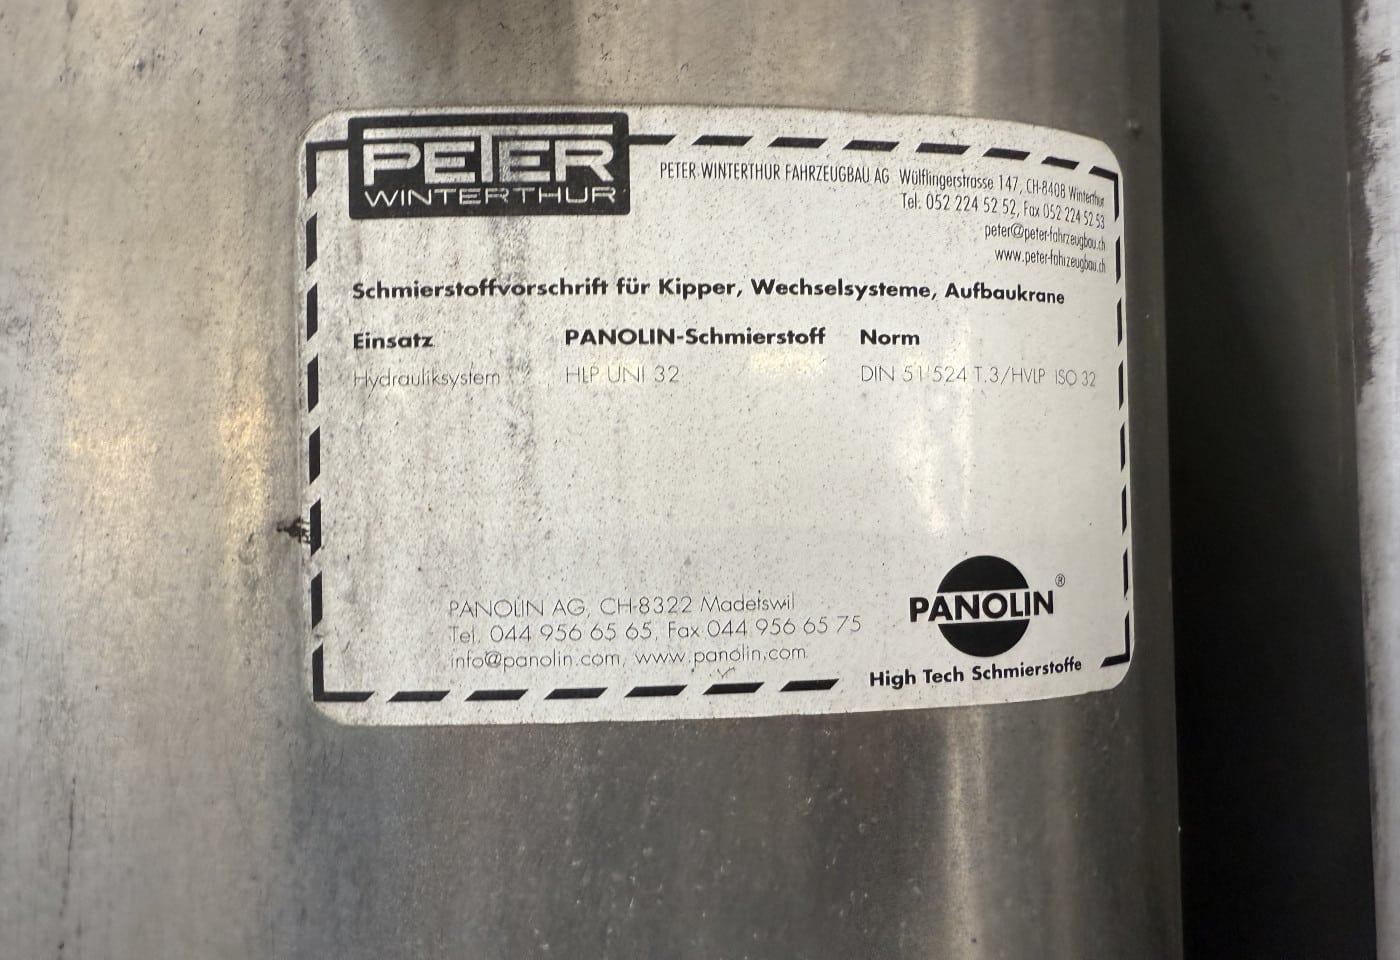 PETER
WINTERTHUR
PETER WINTERTHUR FAHRZEUGBAU AG Wülflingerstrasse 147, CH-8408 Winterthur
Tel. 052 224 52 52, Fax 052 224 52 53
peter@peter-fahrzeugbau.ch
www.peter-fahrzeugbau.ch
Schmierstoffvorschrift für Kipper, Wechselsysteme, Aufbaukrane
Einsatz PANOLIN-Schmierstoff Norm
Hydrauliksystem HLP UNI 32 DIN 51 524 T.3/HVLP ISO 32
PANOLIN AG, CH-8322 Madetswil
Tel. 044 956 65 65, Fax 044 956 65 75
info@panolin.com, www.panolin.com
PANOLIN®
High Tech Schmierstoffe